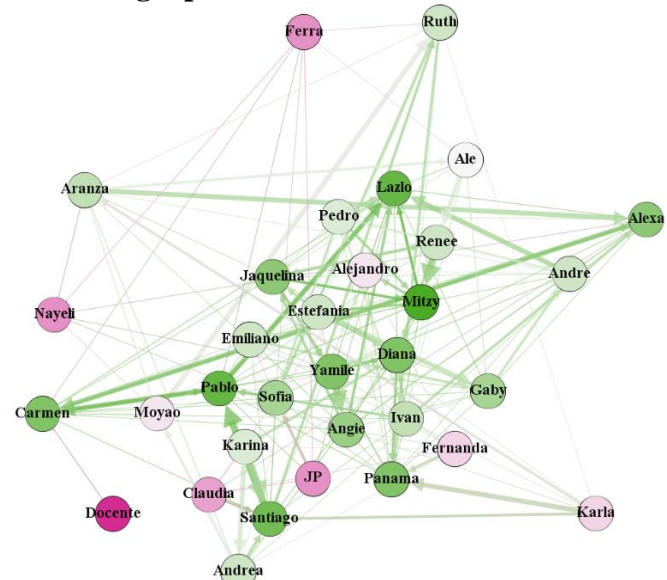 Ferra
Ruth
Ale
Aranza
Lazlo
Pedro
Alexa
Renee
Jaquelina
Alejandro
Andre
Nayeli
Mitzy
Estefania
Emiliano
Diana
Yamile
Pablo
Sofia
Gaby
Carmen
Moyao
Ivan
Angie
Karina
Fernanda
JP
Panama
Claudia
Docente
Santiago
Karla
Andrea